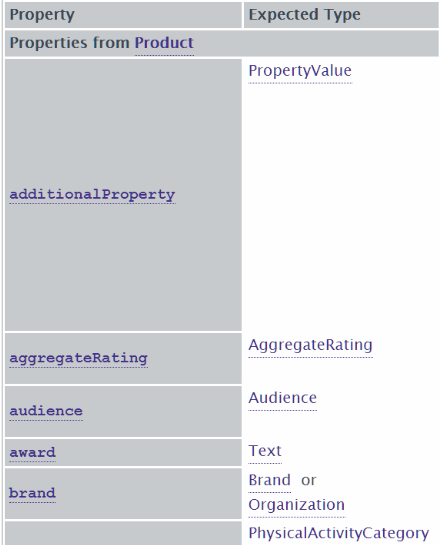 Property Expected Type
Properties from Product
additionalProperty PropertyValue
aggregateRating AggregateRating
audience Audience
award Text
brand Brand or
Organization
PhysicalActivityCategory